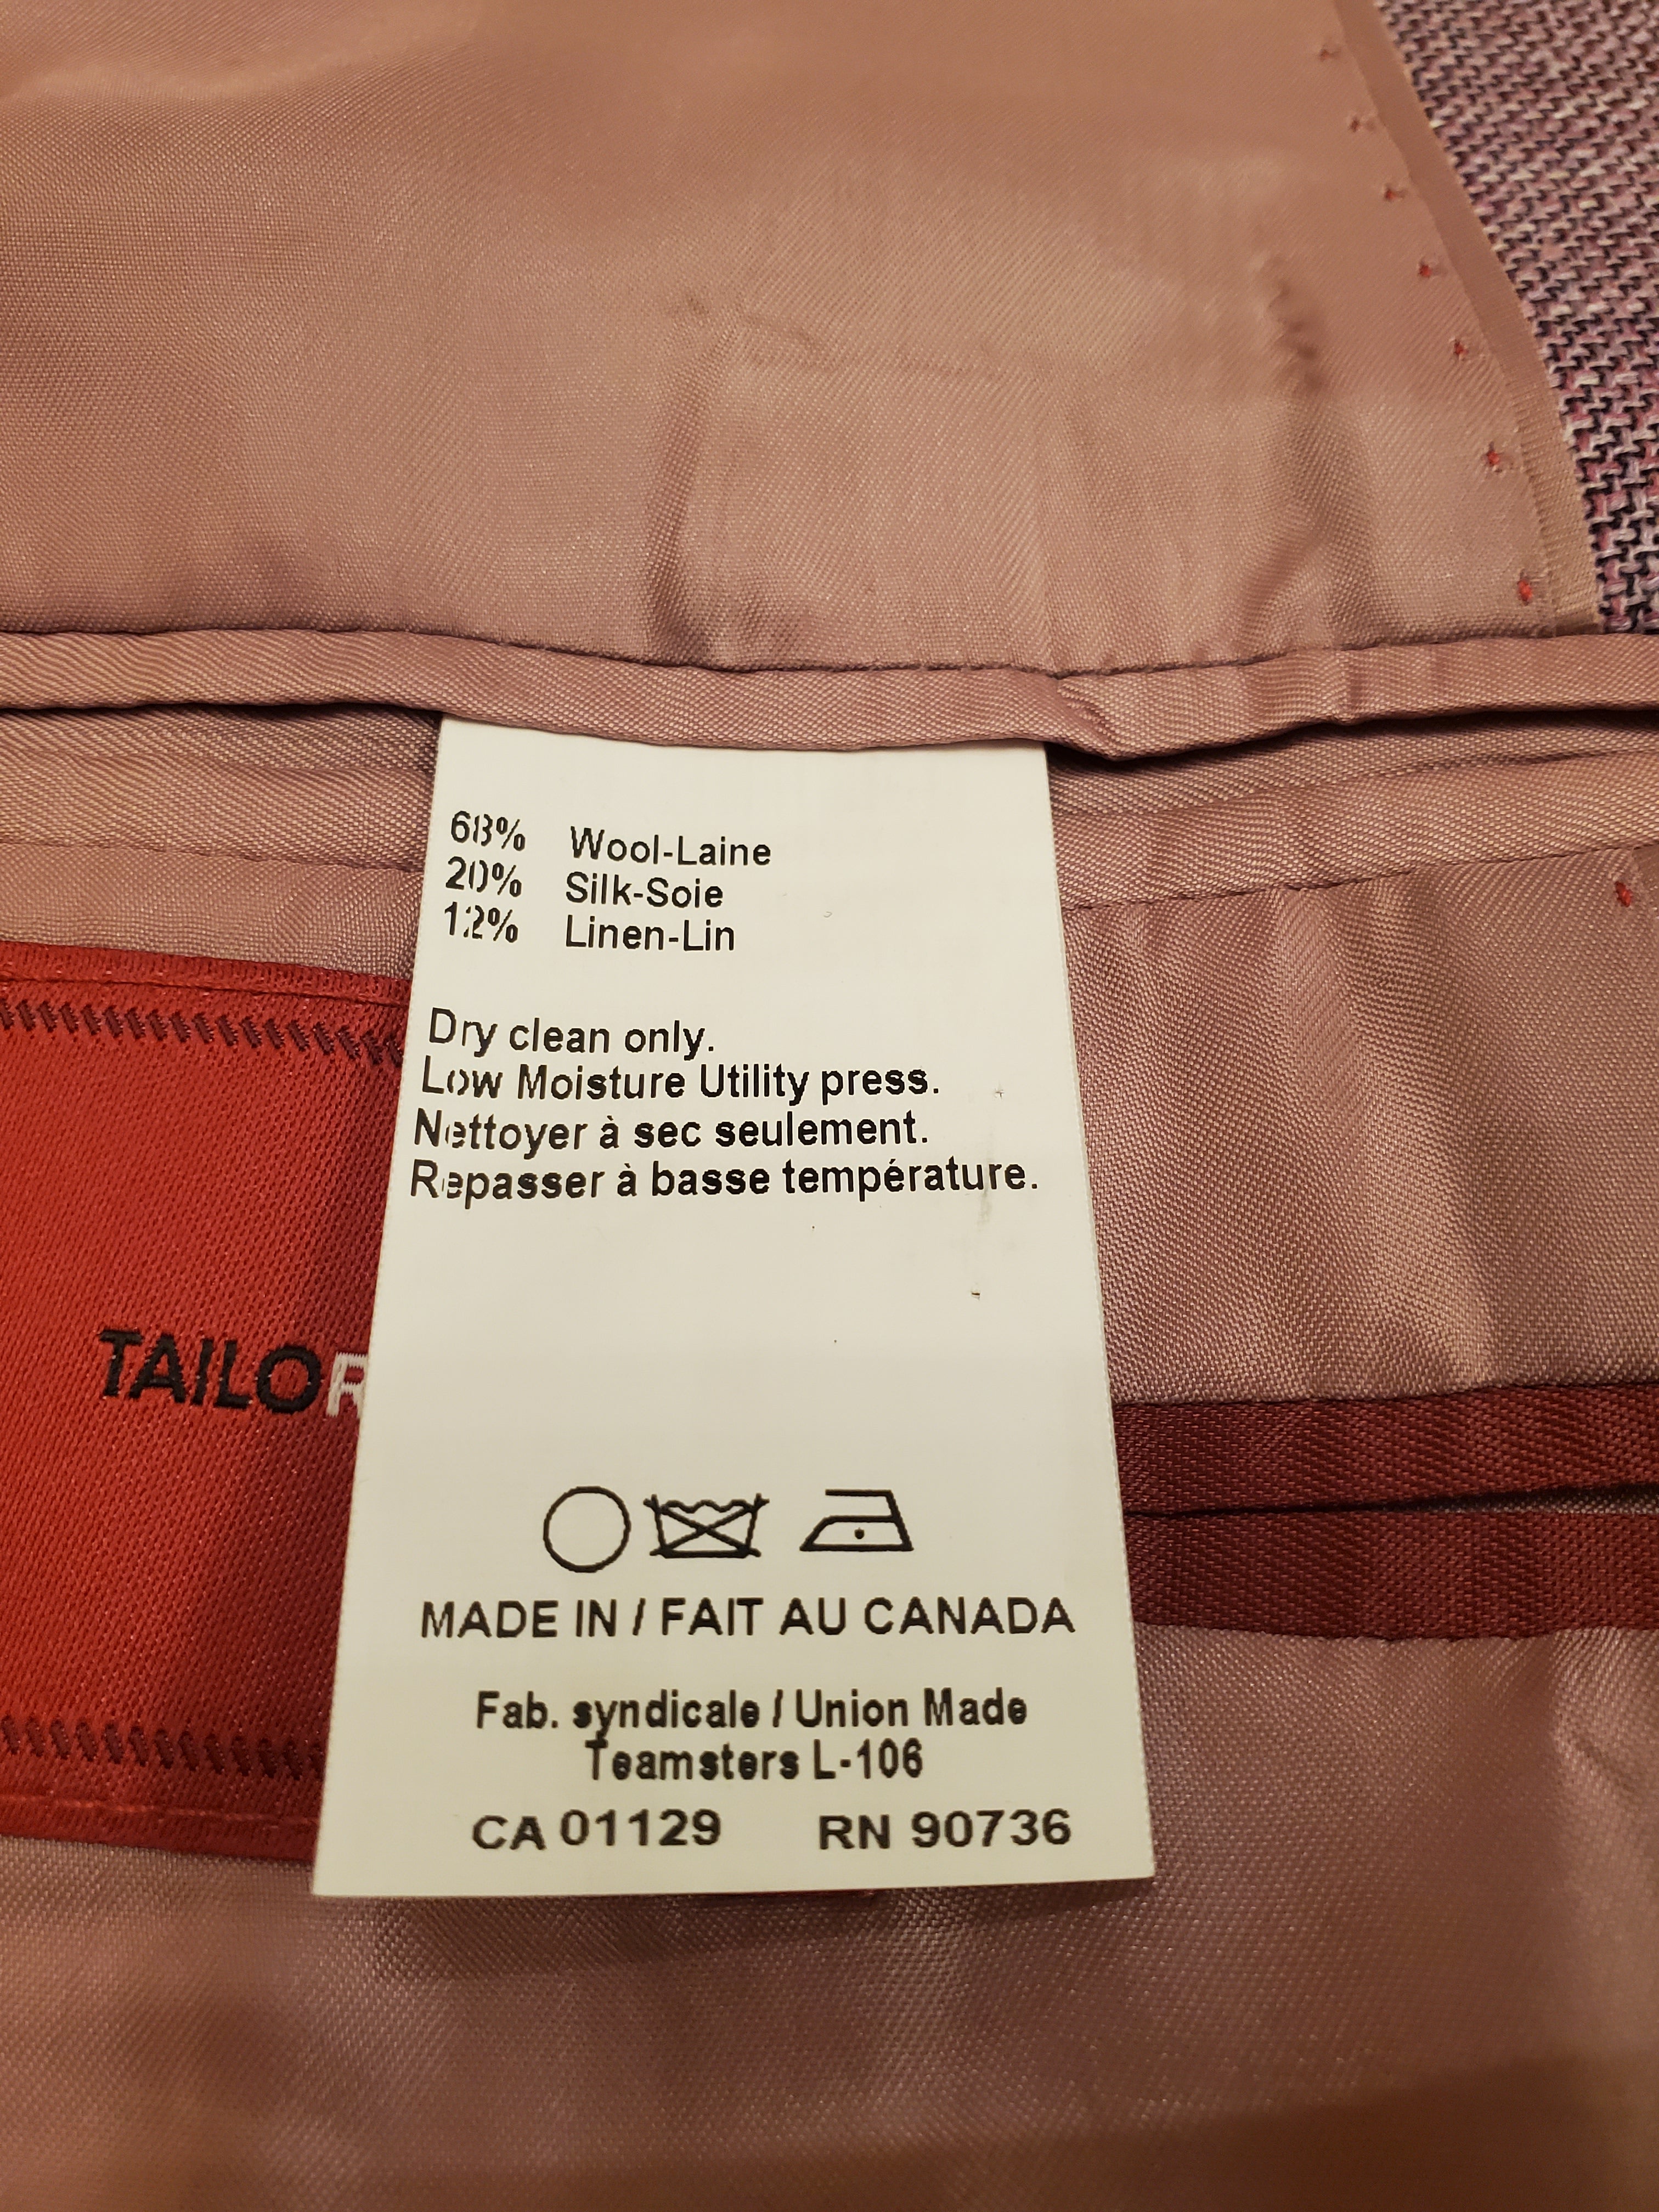 68% Wool-Laine
20% Silk-Soie
12% Linen-Lin
Dry clean only.
Low Moisture Utility press.
Nettoyer à sec seulement.
Repasser à basse température.
TAILOR
MADE IN / FAIT AU CANADA
Fab. syndicale / Union Made
Teamsters L-106
CA 01129 RN 90736